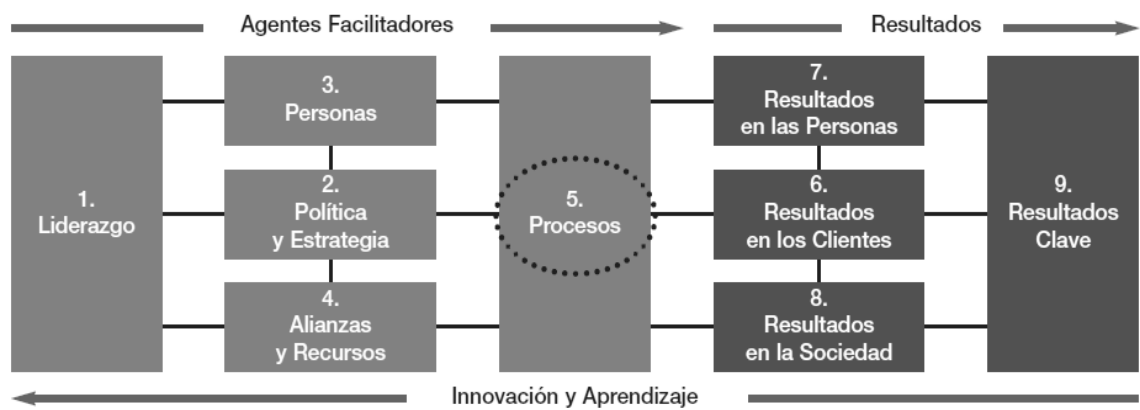 Agentes Facilitadores
Resultados
1.
Liderazgo
3.
Personas
2.
Política
y Estrategia
4.
Alianzas
y Recursos
5.
Procesos
7.
Resultados
en las Personas
6.
Resultados
en los Clientes
8.
Resultados
en la Sociedad
9.
Resultados
Clave
Innovación y Aprendizaje